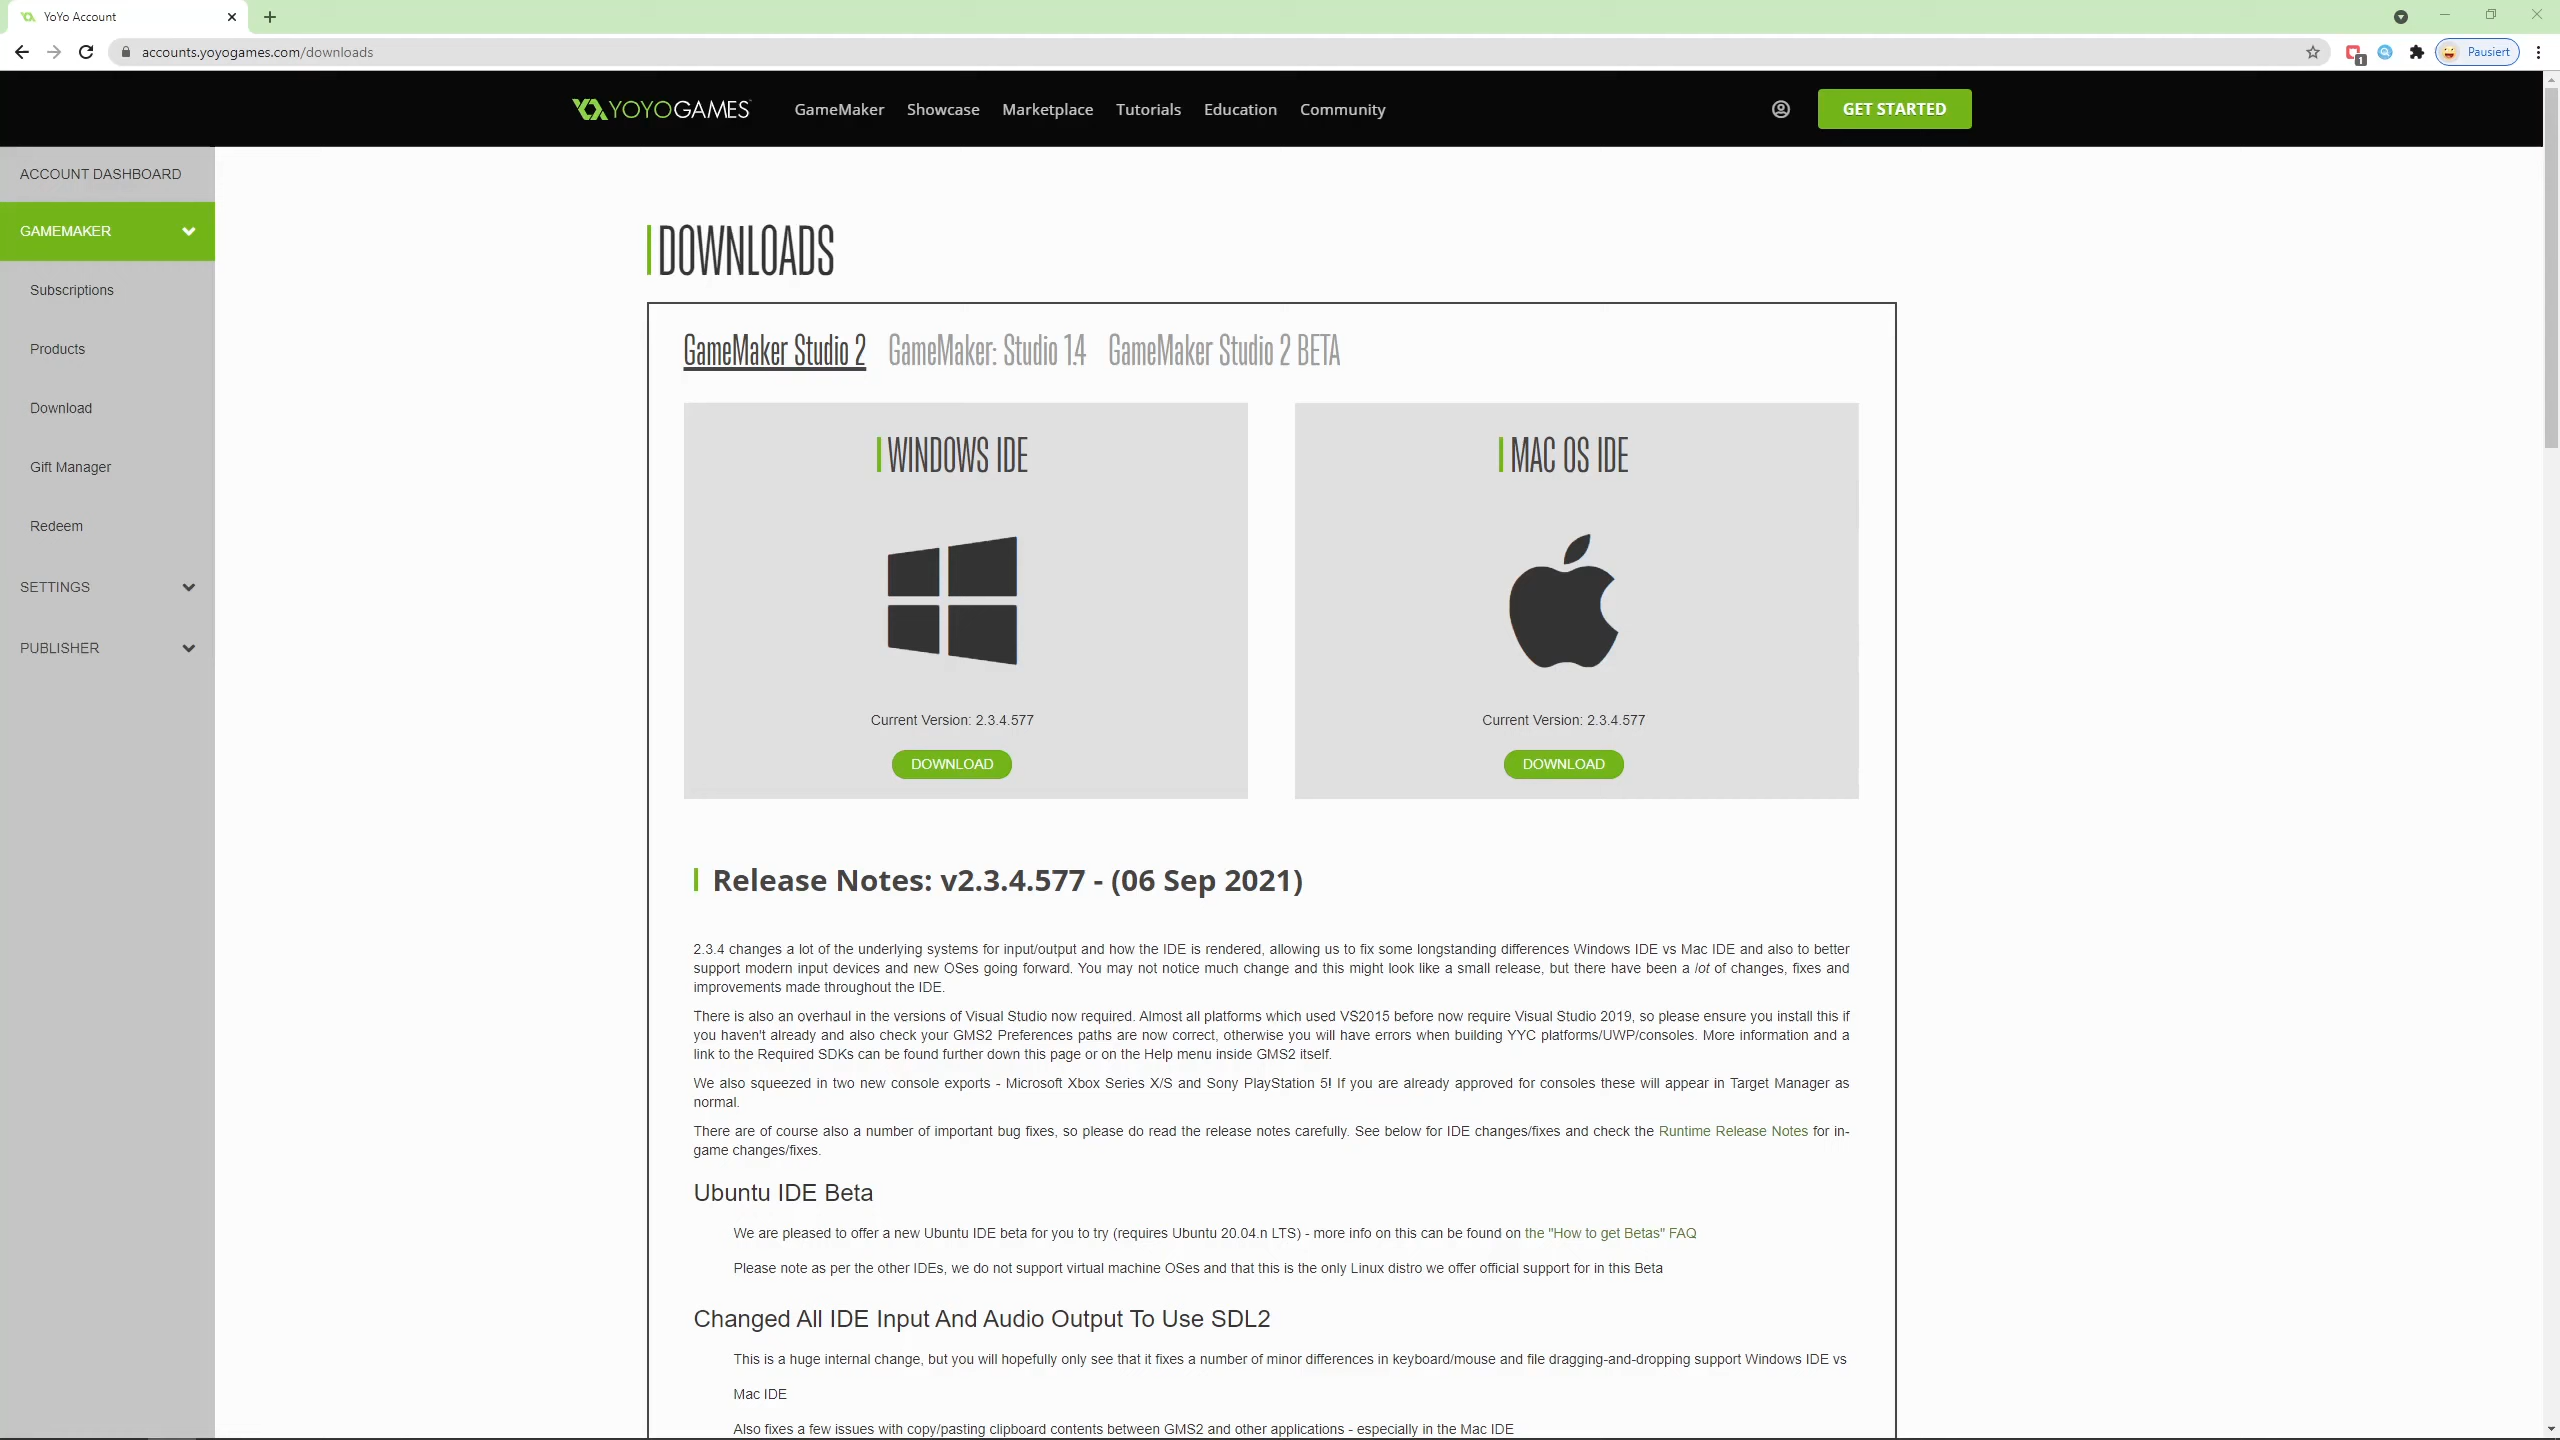 YoYo Account
accounts.yoyogames.com/downloads
1
Pausiert
YOYOGAMES
GameMaker
Showcase
Marketplace
Tutorials
Education
Community
GET STARTED
ACCOUNT DASHBOARD
GAMEMAKER
Subscriptions
Products
Download
Gift Manager
Redeem
SETTINGS
PUBLISHER
DOWNLOADS
GameMaker Studio 2
GameMaker: Studio 1.4
GameMaker Studio 2 BETA
WINDOWS IDE
Current Version: 2.3.4.577
DOWNLOAD
MAC OS IDE
Current Version: 2.3.4.577
DOWNLOAD
Release Notes: v2.3.4.577 - (06 Sep 2021)
2.3.4 changes a lot of the underlying systems for input/output and how the IDE is rendered, allowing us to fix some longstanding differences Windows IDE vs Mac IDE and also to better
support modern input devices and new OSes going forward. You may not notice much change and this might look like a small release, but there have been a lot of changes, fixes and
improvements made throughout the IDE.
There is also an overhaul in the versions of Visual Studio now required. Almost all platforms which used VS2015 before now require Visual Studio 2019, so please ensure you install this if
you haven't already and also check your GMS2 Preferences paths are now correct, otherwise you will have errors when building YYC platforms/UWP/consoles. More information and a
link to the Required SDKs can be found further down this page or on the Help menu inside GMS2 itself.
We also squeezed in two new console exports - Microsoft Xbox Series X/S and Sony PlayStation 5! If you are already approved for consoles these will appear in Target Manager as
normal.
There are of course also a number of important bug fixes, so please do read the release notes carefully. See below for IDE changes/fixes and check the Runtime Release Notes for in-
game changes/fixes.
Ubuntu IDE Beta
We are pleased to offer a new Ubuntu IDE beta for you to try (requires Ubuntu 20.04.n LTS) - more info on this can be found on the "How to get Betas" FAQ
Please note as per the other IDEs, we do not support virtual machine OSes and that this is the only Linux distro we offer official support for in this Beta
Changed All IDE Input And Audio Output To Use SDL2
This is a huge internal change, but you will hopefully only see that it fixes a number of minor differences in keyboard/mouse and file dragging-and-dropping support Windows IDE vs
Mac IDE
Also fixes a few issues with copy/pasting clipboard contents between GMS2 and other applications - especially in the Mac IDE